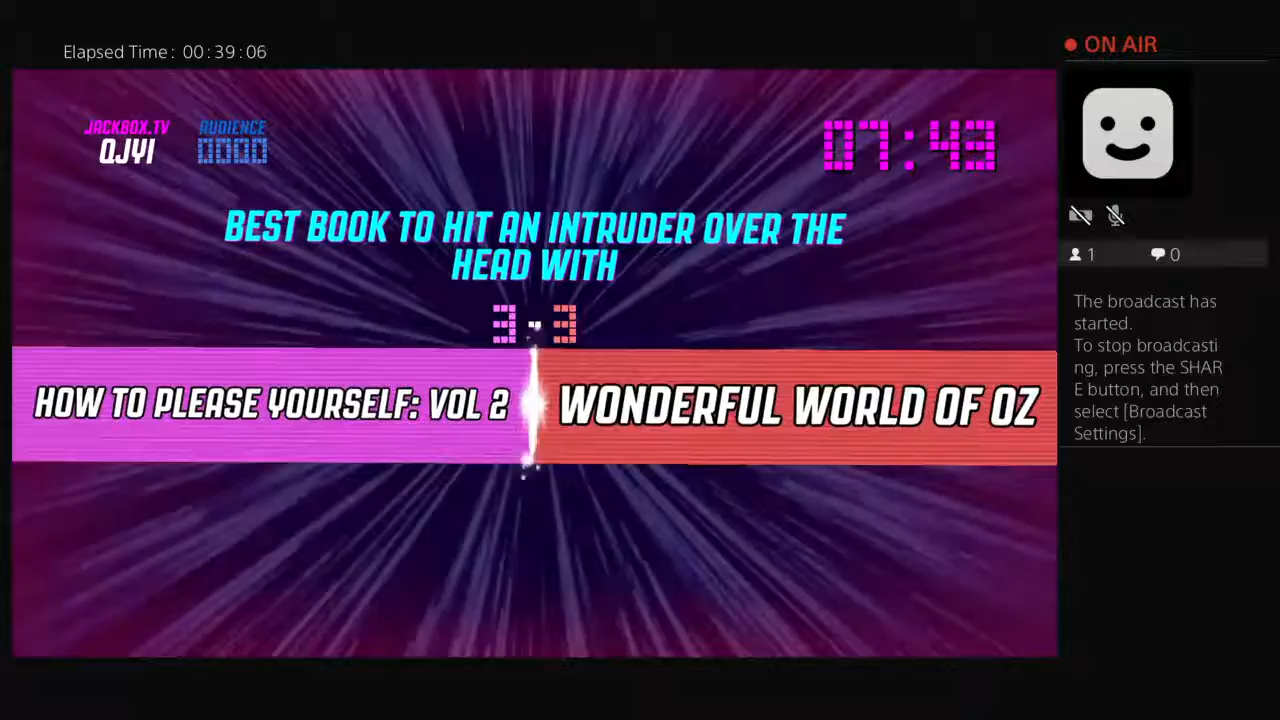 Elapsed Time: 00:39:06
ON AIR
JACKBOX.TV
QJYI
AUDIENCE
0000
07:43
BEST BOOK TO HIT AN INTRUDER OVER THE
HEAD WITH
3-3
HOW TO PLEASE YOURSELF: VOL 2
WONDERFUL WORLD OF OZ
1
0
The broadcast has
started.
To stop broadcasti
ng, press the SHAR
E button, and then
select [Broadcast
Settings].